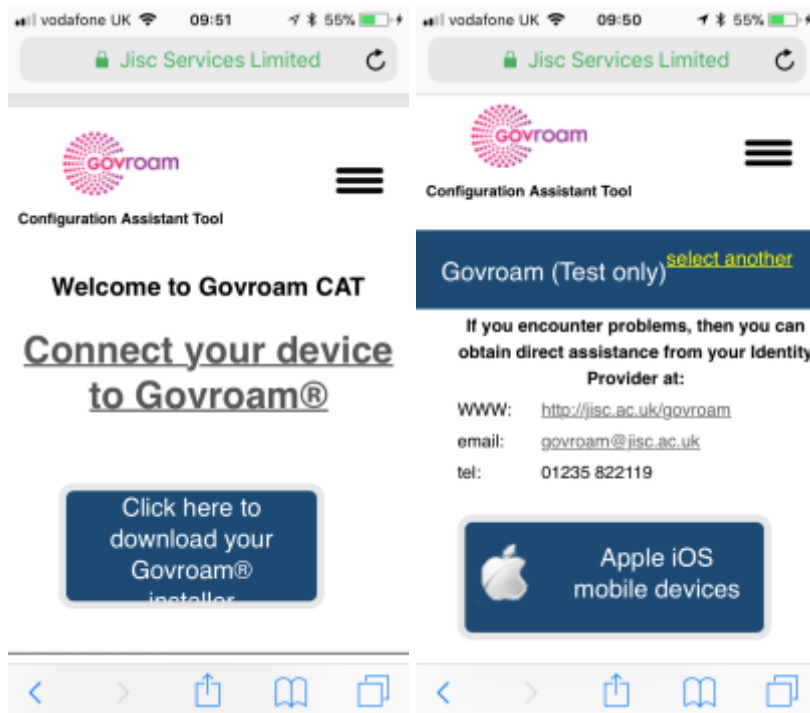 vodafone UK 09:51 55%
Jisc Services Limited
Govroam
Configuration Assistant Tool
Welcome to Govroam CAT
Connect your device
to Govroam®
Click here to
download your
Govroam®
installer
vodafone UK 09:50 55%
Jisc Services Limited
Govroam
Configuration Assistant Tool
Govroam (Test only) select another
If you encounter problems, then you can
obtain direct assistance from your Identity
Provider at:
WWW: http://jisc.ac.uk/govroam
email: govroam@jisc.ac.uk
tel: 01235 822119
Apple iOS
mobile devices